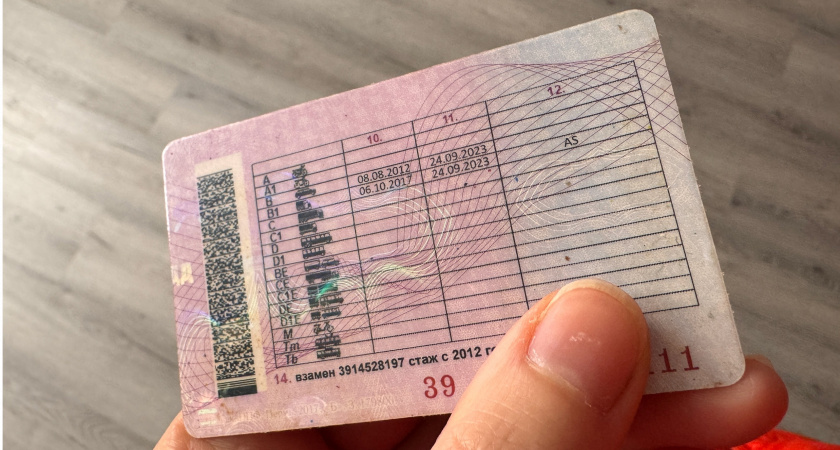 10. 11. 12.
A
A1
B 08.08.2012 24.09.2023
B1 06.10.2017 24.09.2023 AS
C
C1
D
D1
BE
CE
C1E
DE
D1E
M
Tm
Tb
14. взамен 3914528197 стаж с 2012
39 11